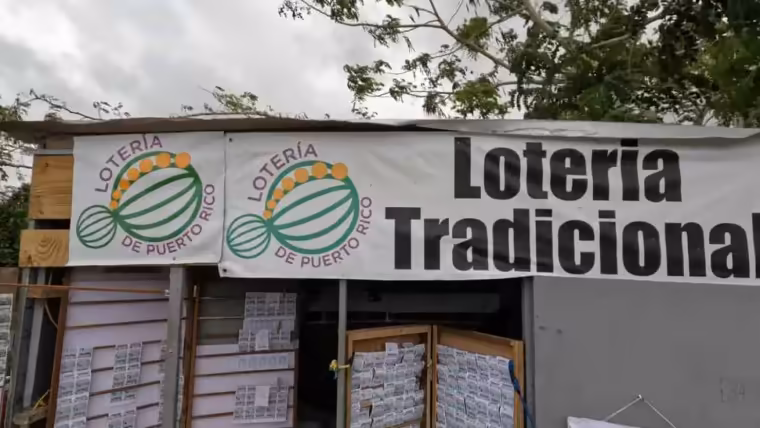 LOTERÍA
DE PUERTO RICO
LOTERÍA
DE PUERTO RICO
Loteria
Tradicional